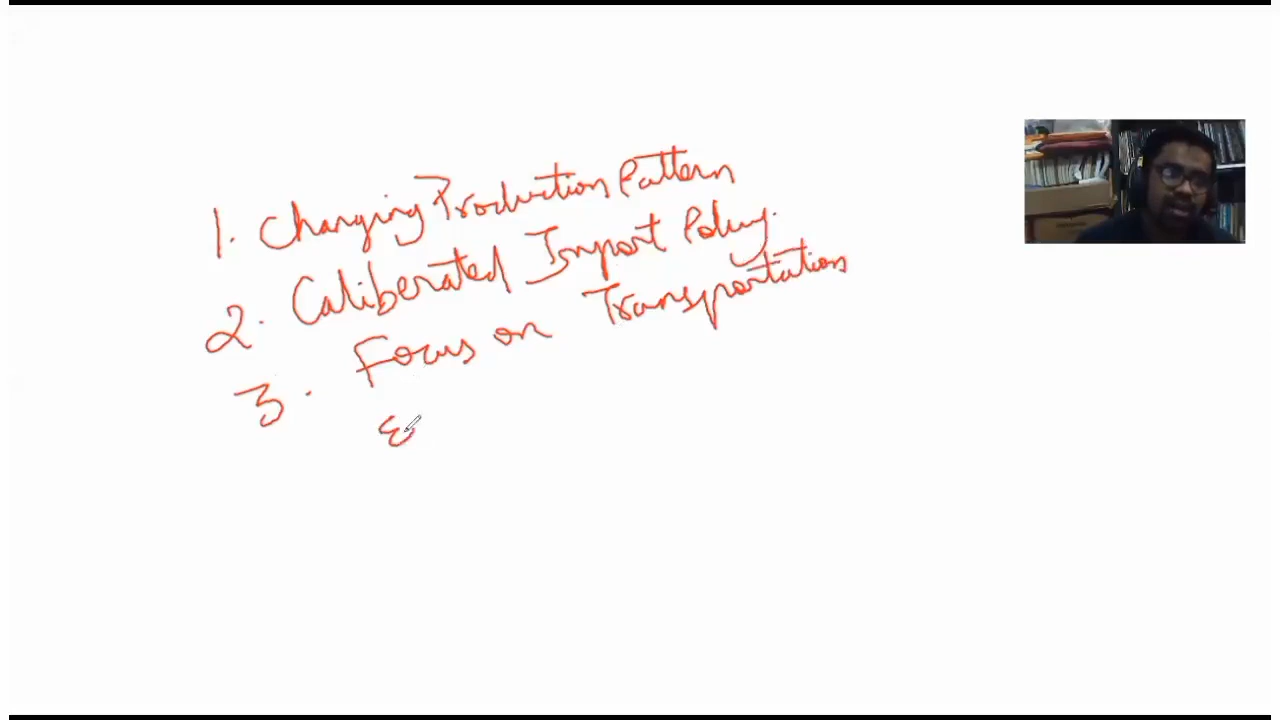 1. Changing Production Pattern
2. Caliberated Import Policy.
3. Focus on Transportation
&